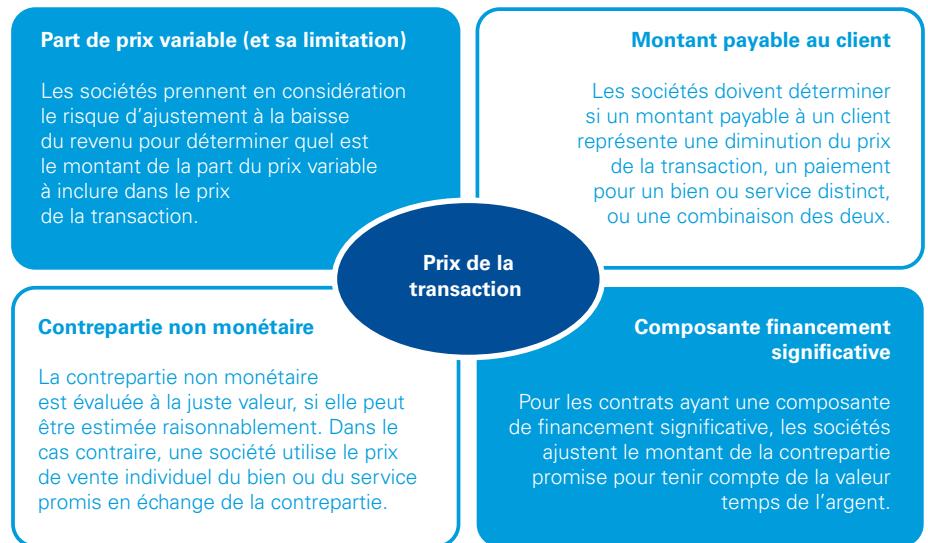 Part de prix variable (et sa limitation)
Les sociétés prennent en considération
le risque d'ajustement à la baisse
du revenu pour déterminer quel est
le montant de la part du prix variable
à inclure dans le prix
de la transaction.
Montant payable au client
Les sociétés doivent déterminer
si un montant payable à un client
représente une diminution du prix
de la transaction, un paiement
pour un bien ou service distinct,
ou une combinaison des deux.
Prix de la
transaction
Contrepartie non monétaire
La contrepartie non monétaire
est évaluée à la juste valeur, si elle peut
être estimée raisonnablement. Dans le
cas contraire, une société utilise le prix
de vente individuel du bien ou du service
promis en échange de la contrepartie.
Composante financement
significative
Pour les contrats ayant une composante
de financement significative, les sociétés
ajustent le montant de la contrepartie
promise pour tenir compte de la valeur
temps de l'argent.